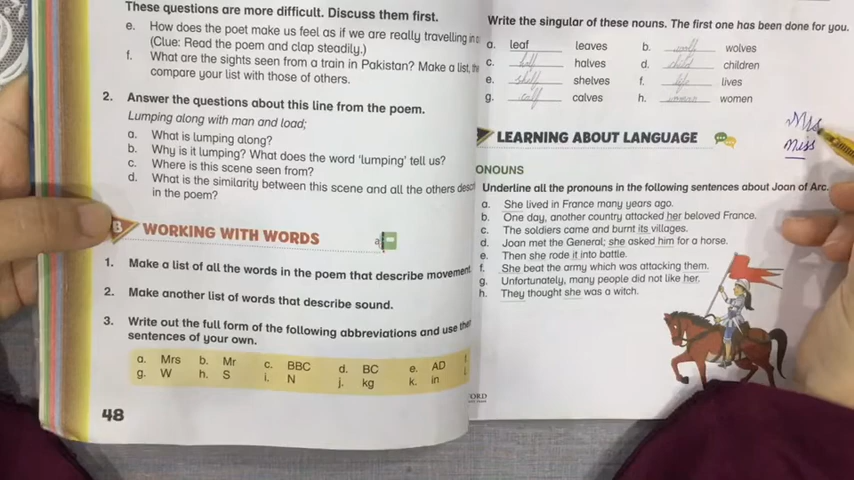 These questions are more difficult. Discuss them first.
e. How does the poet make us feel as if we are really travelling in
(Clue: Read the poem and clap steadily.)
f. What are the sights seen from a train in Pakistan? Make a list,
compare your list with those of others.
2. Answer the questions about this line from the poem.
Lumping along with man and load;
a. What is lumping along?
b. Why is it lumping? What does the word 'lumping' tell us?
c. Where is this scene seen from?
d. What is the similarity between this scene and all the others
in the poem?
B WORKING WITH WORDS
1. Make a list of all the words in the poem that describe movement
2. Make another list of words that describe sound.
3. Write out the full form of the following abbreviations and use
sentences of your own.
a. Mrs b. Mr c. BBC d. BC e. AD
g. W h. S i. N j. kg k. in
48
Write the singular of these nouns. The first one has been done for you.
a. leaf leaves b. wolf wolves
c. half halves d. child children
e. shelf shelves f. life lives
g. calf calves h. woman women
Mrs
Miss
LEARNING ABOUT LANGUAGE
ONOUNS
Underline all the pronouns in the following sentences about Joan of Arc.
a. She lived in France many years ago.
b. One day, another country attacked her beloved France.
c. The soldiers came and burnt its villages.
d. Joan met the General; she asked him for a horse.
e. Then she rode it into battle.
f. She beat the army which was attacking them.
g. Unfortunately, many people did not like her.
h. They thought she was a witch.